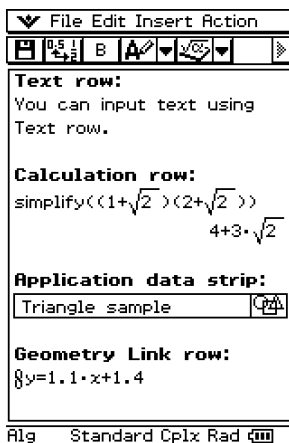 File Edit Insert Action
B
Text row:
You can input text using
Text row.
Calculation row:
simplify((1+√2)(2+√2))
4+3·√2
Application data strip:
Triangle sample
Geometry Link row:
y=1.1·x+1.4
Alg Standard Cplx Rad